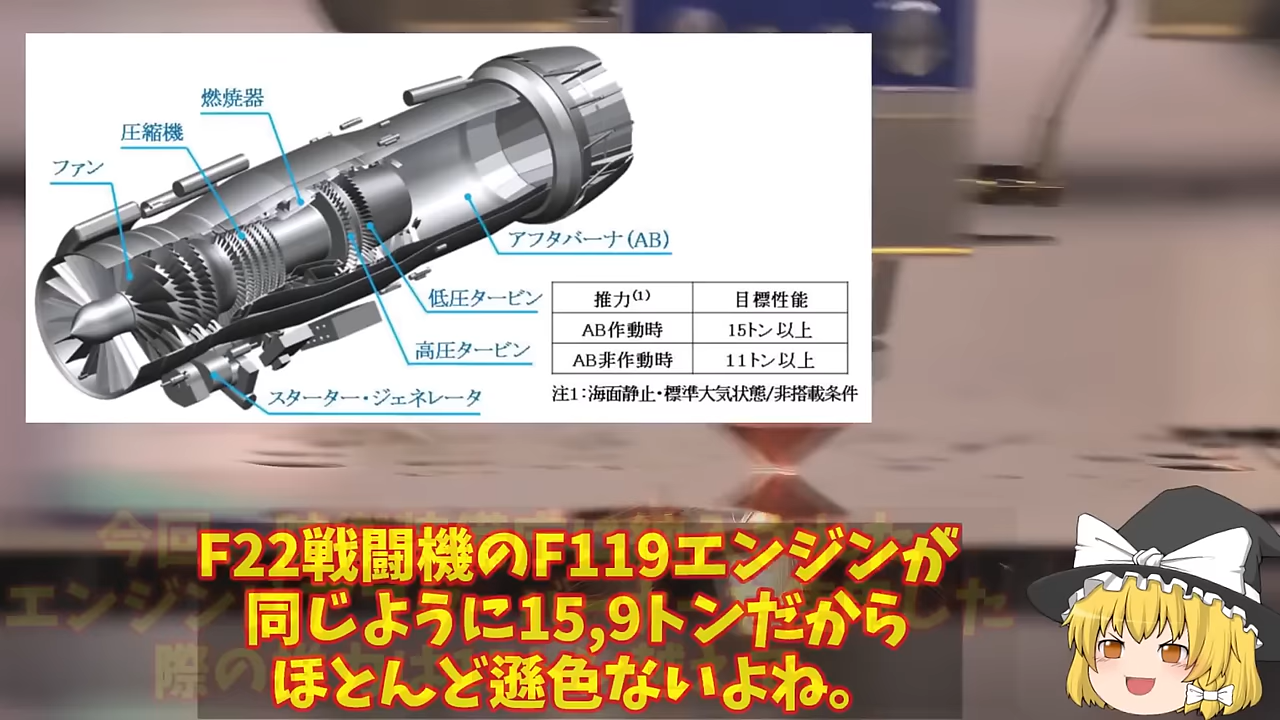 燃焼器
圧縮機
ファン
アフタバーナ(AB)
低圧タービン
高圧タービン
スターター・ジェネレータ
推力(1) 目標性能
AB作動時 15トン以上
AB非作動時 11トン以上
注1:海面静止・標準大気状態/非搭載条件
F22戦闘機のF119エンジンが
同じように15,9トンだから
ほとんど遜色ないよね。